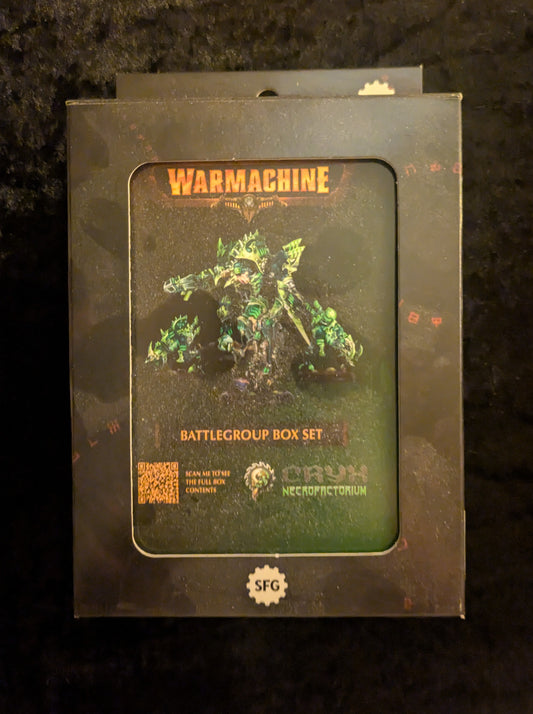 WARMACHINE
BATTLEGROUP BOX SET
SCAN ME TO SEE
THE FULL BOX
CONTENTS
CRYX
NECROFACTORIUM
SFG